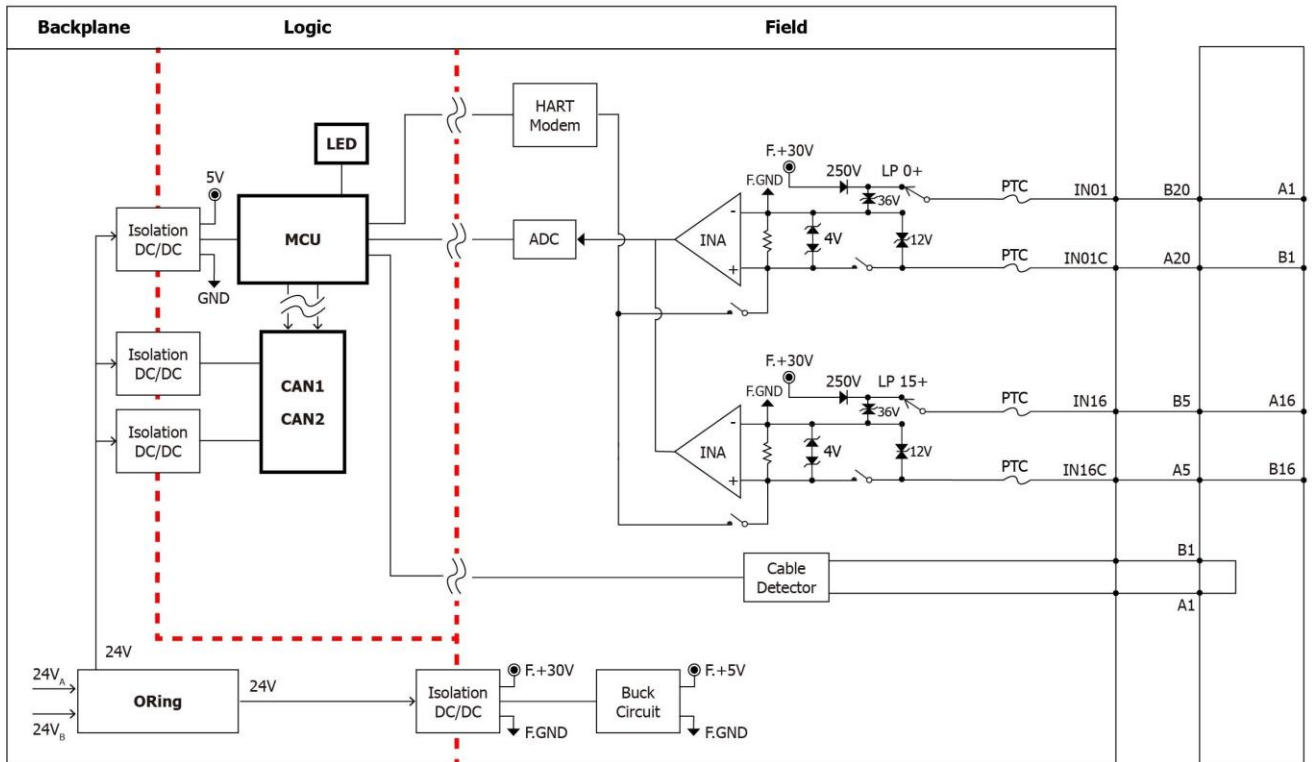 Backplane
Logic
Field
HART
Modem
LED
F.+30V
250V
LP 0+
5V
F.GND
36V
PTC
IN01
B20
A1
Isolation
DC/DC
MCU
ADC
INA
-
+
4V
12V
PTC
IN01C
A20
B1
GND
Isolation
DC/DC
CAN1
CAN2
Isolation
DC/DC
F.+30V
250V
LP 15+
F.GND
36V
PTC
IN16
B5
A16
INA
-
+
4V
12V
PTC
IN16C
A5
B16
Cable
Detector
B1
A1
24V
24VA
24VB
ORing
24V
Isolation
DC/DC
F.+30V
F.GND
Buck
Circuit
F.+5V
F.GND